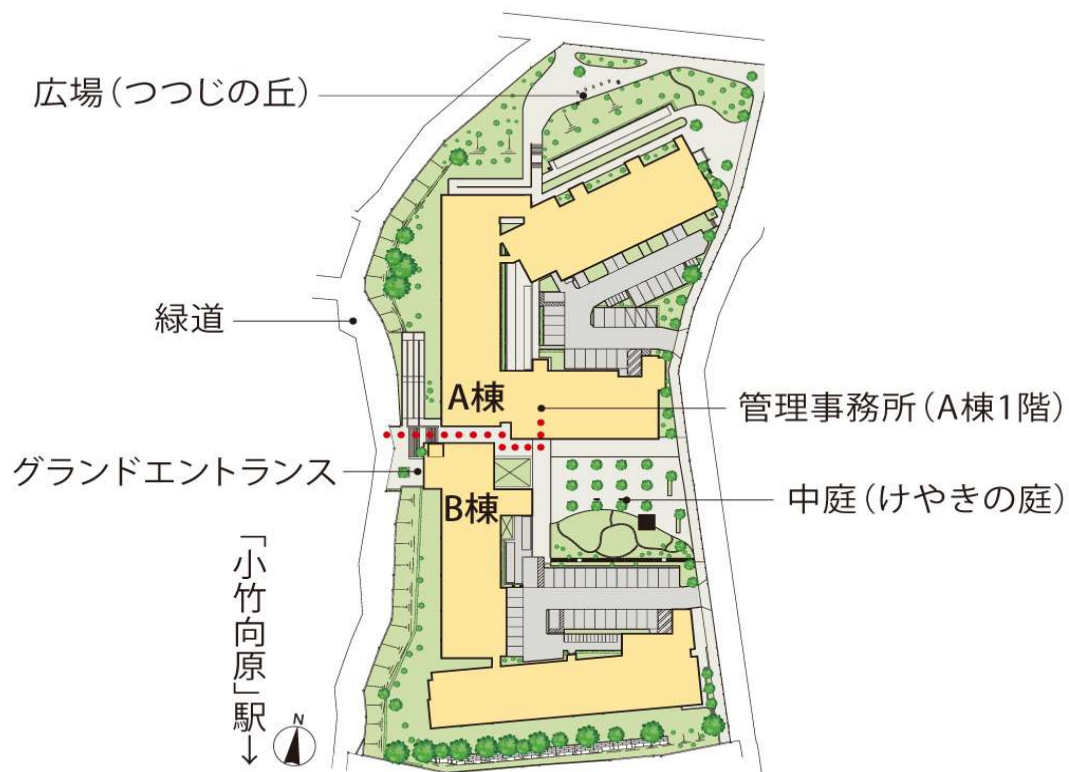 広場(つつじの丘)
緑道
A棟
管理事務所(A棟1階)
グランドエントランス
B棟
中庭(けやきの庭)
「小竹向原」駅↓
N